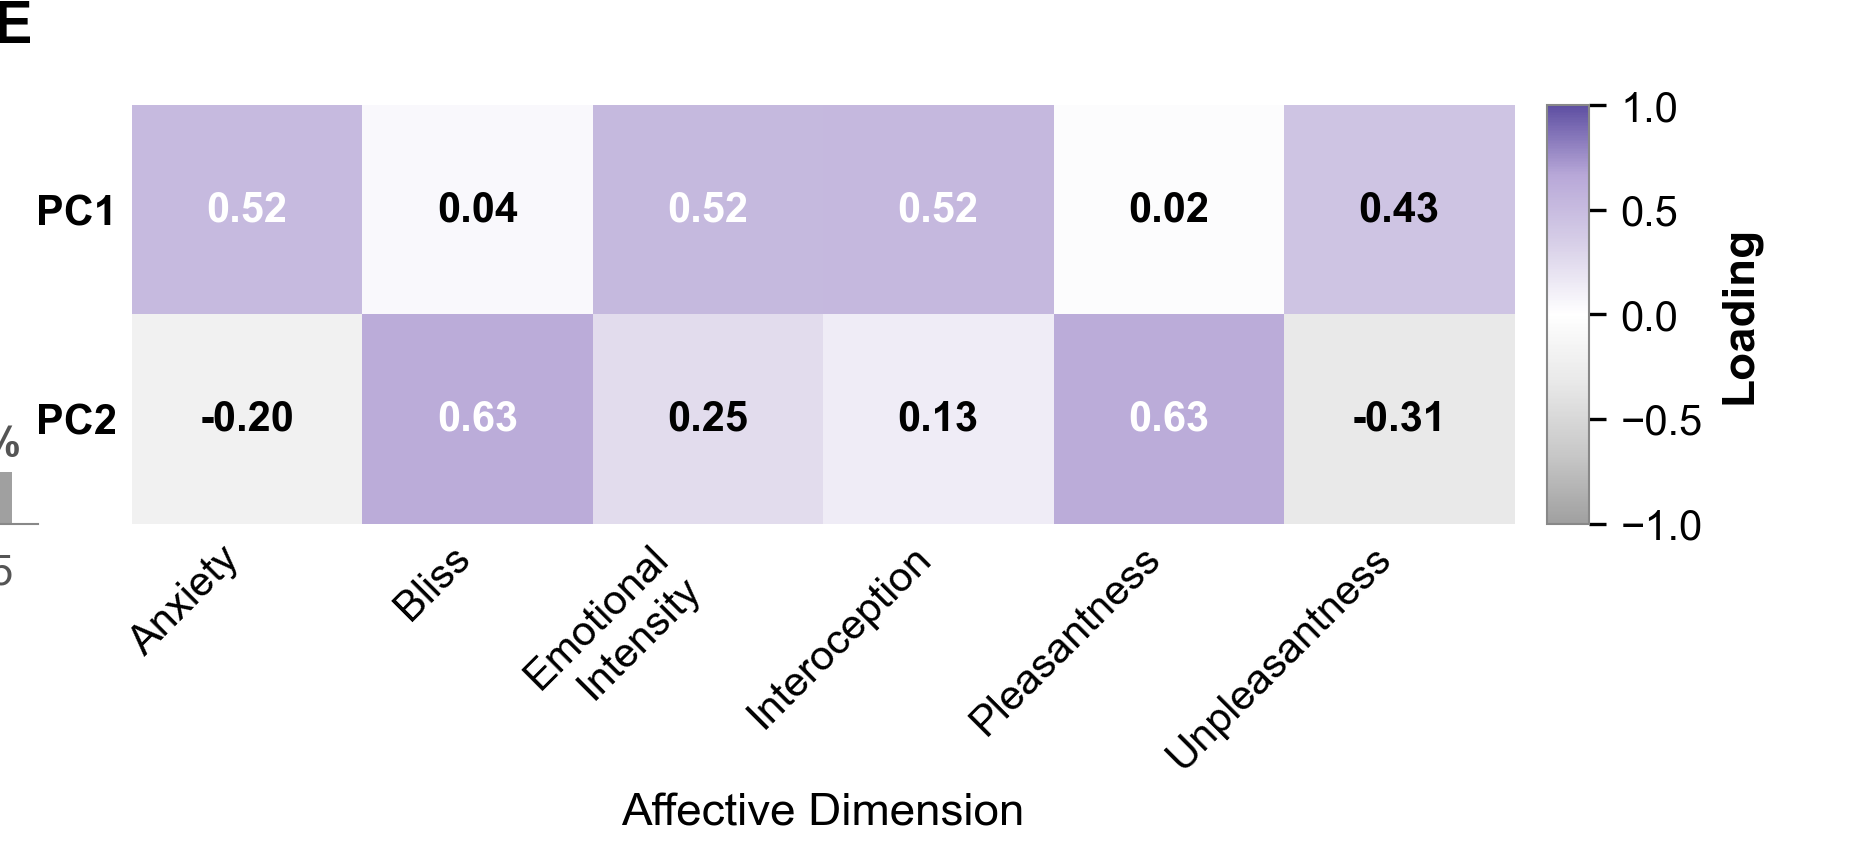 E
PC1 0.52 0.04 0.52 0.52 0.02 0.43
PC2 -0.20 0.63 0.25 0.13 0.63 -0.31
%
5
Anxiety
Bliss
Emotional
Intensity
Interoception
Pleasantness
Unpleasantness
Affective Dimension
1.0
0.5
0.0
−0.5
−1.0
Loading